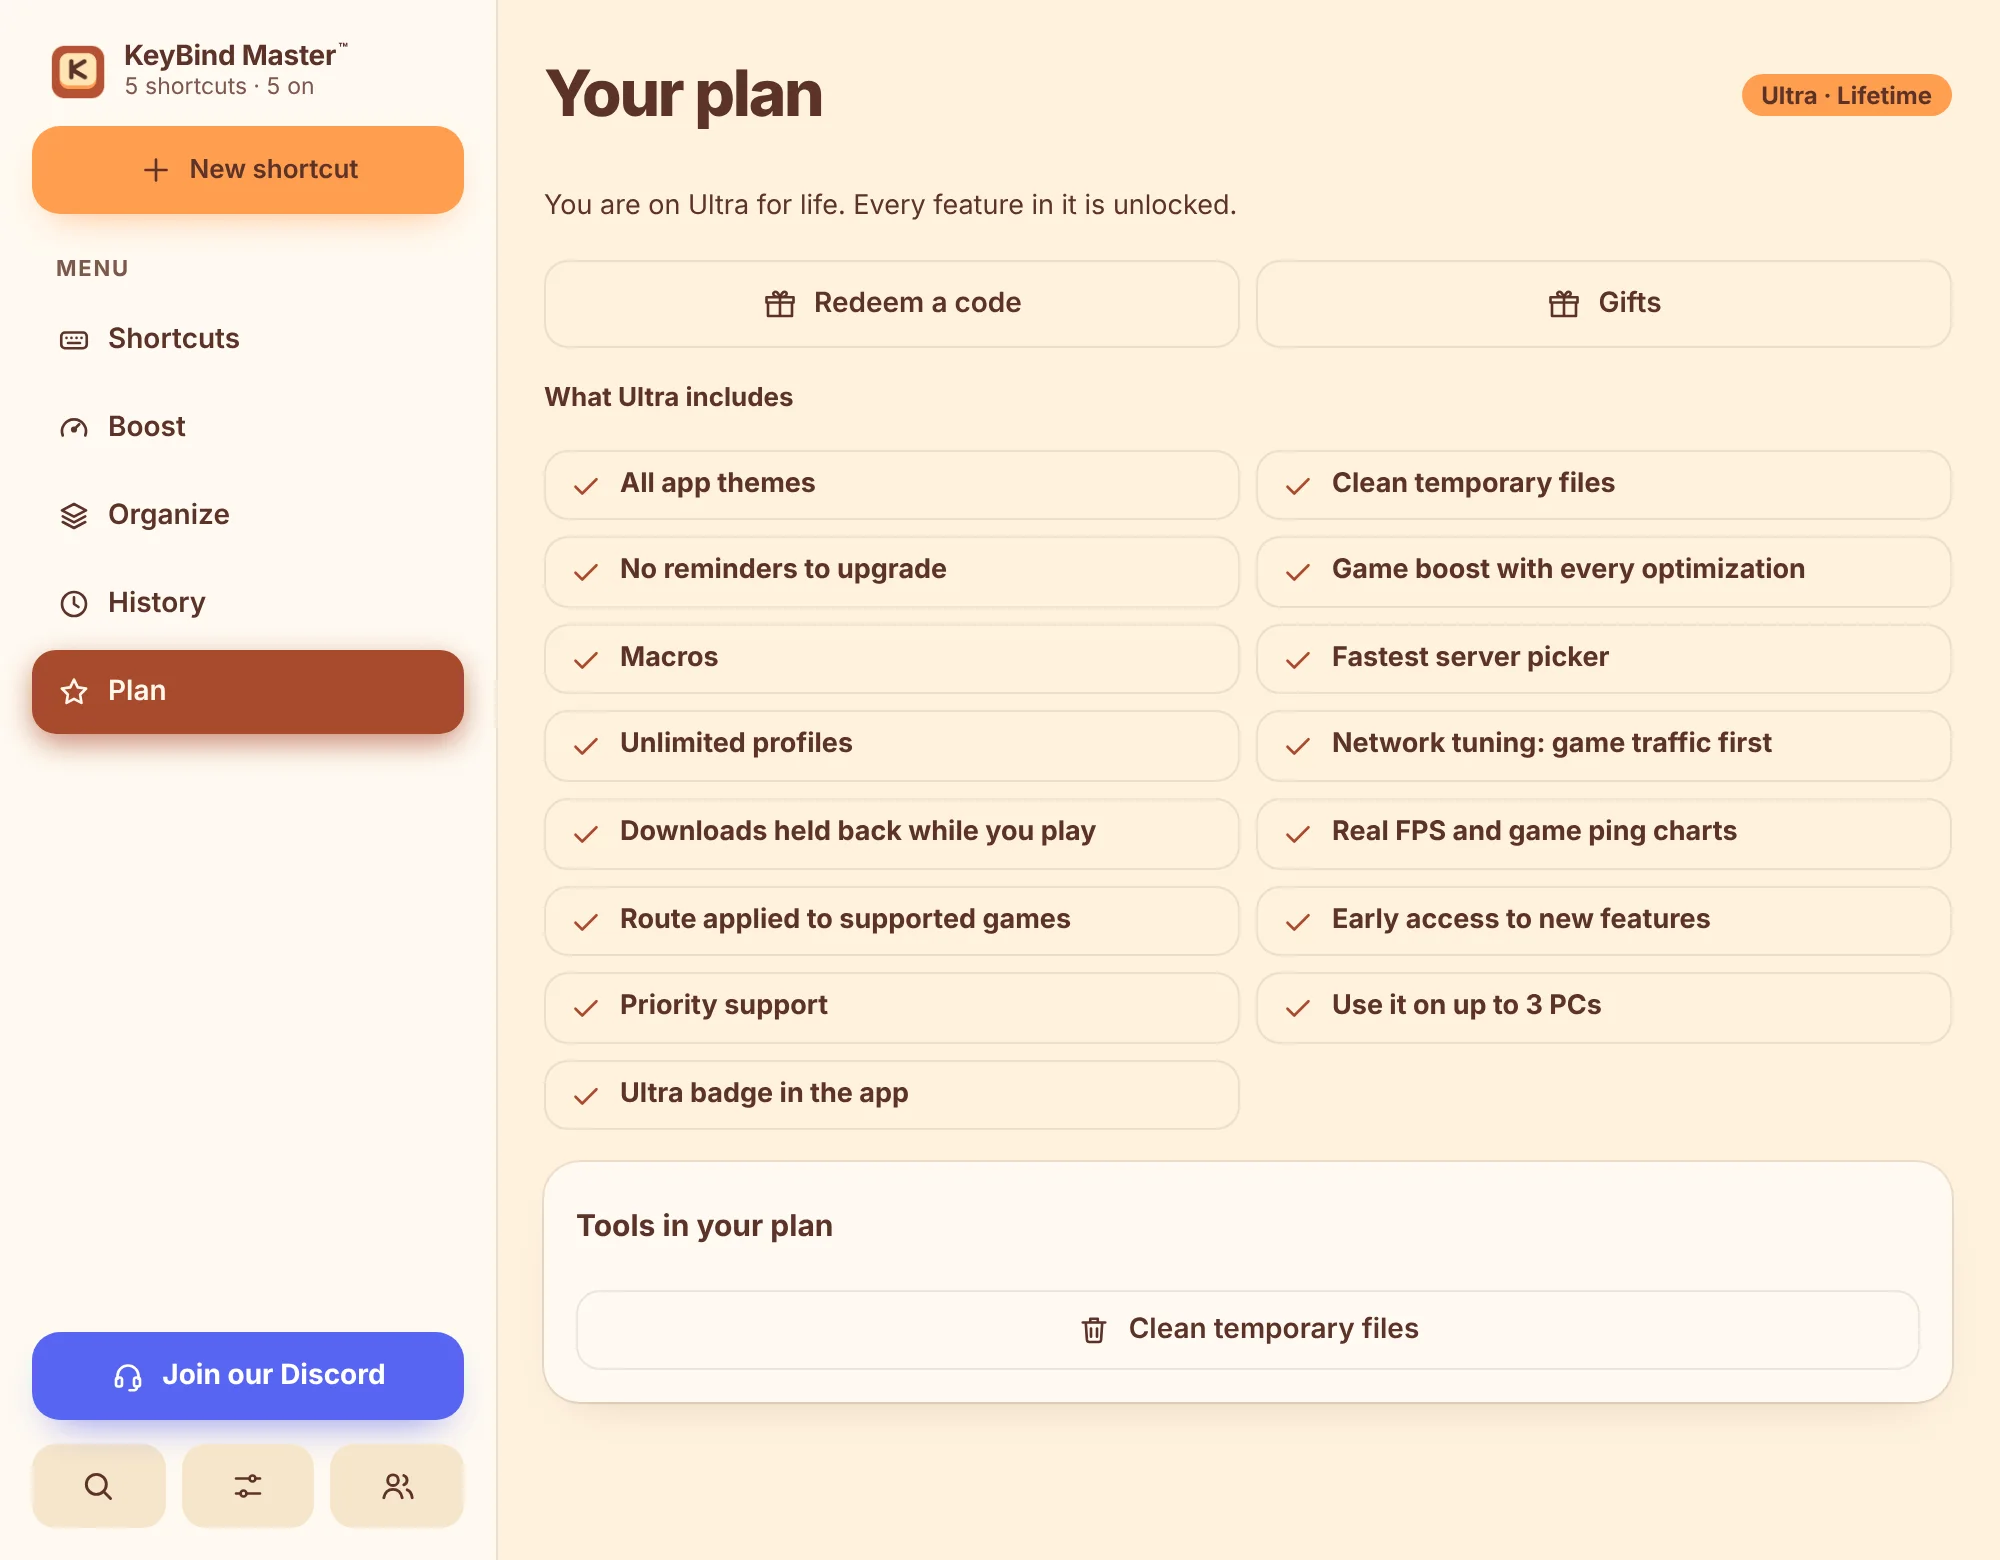 KeyBind Master™
5 shortcuts · 5 on
New shortcut
MENU
Shortcuts
Boost
Organize
History
Plan
Join our Discord
Your plan
Ultra · Lifetime
You are on Ultra for life. Every feature in it is unlocked.
Redeem a code
Gifts
What Ultra includes
All app themes
Clean temporary files
No reminders to upgrade
Game boost with every optimization
Macros
Fastest server picker
Unlimited profiles
Network tuning: game traffic first
Downloads held back while you play
Real FPS and game ping charts
Route applied to supported games
Early access to new features
Priority support
Use it on up to 3 PCs
Ultra badge in the app
Tools in your plan
Clean temporary files